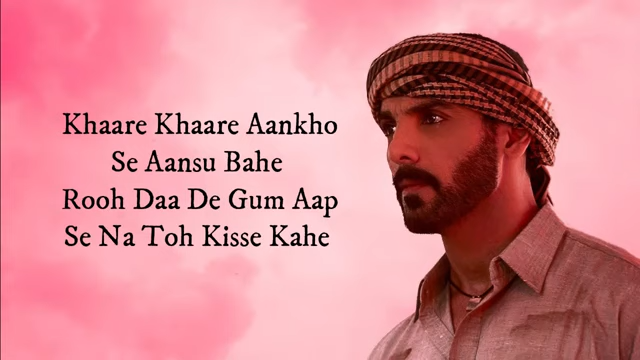 Khaare Khaare Aankho
Se Aansu Bahe
Rooh Daa De Gum Aap
Se Na Toh Kisse Kahe